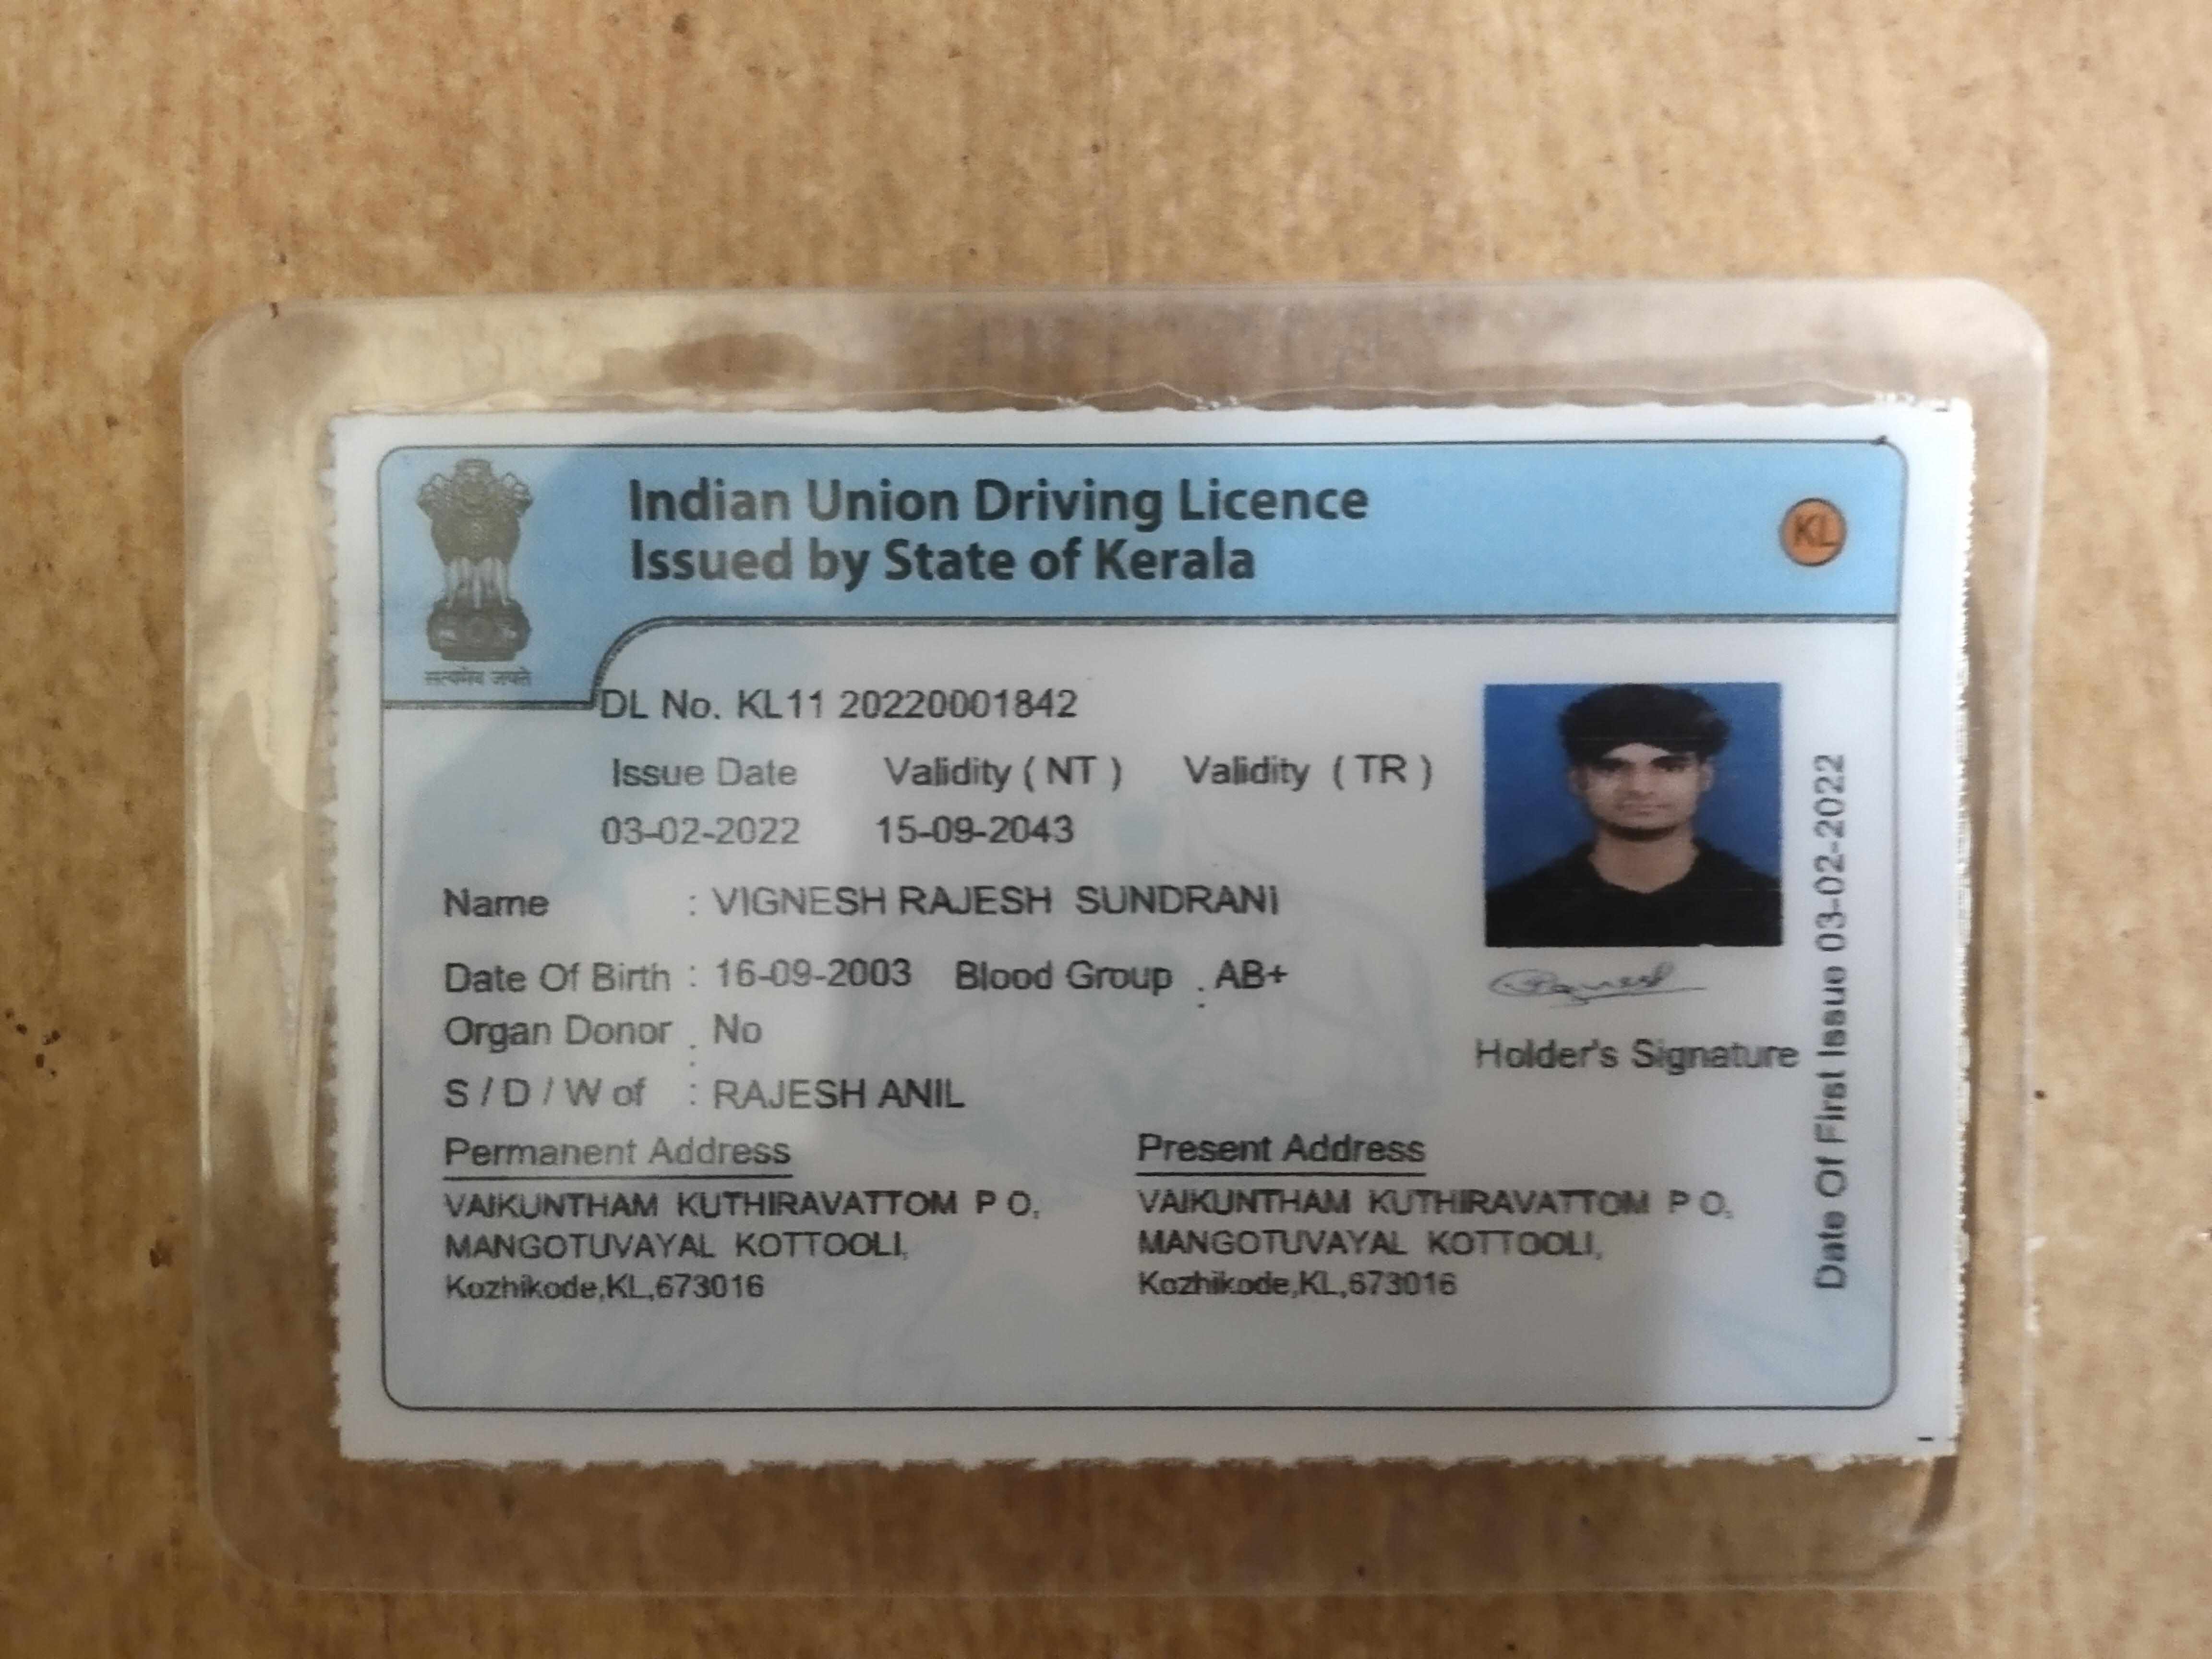 Indian Union Driving Licence
Issued by State of Kerala
KL
सत्यमेव जयते
DL No. KL11 20220001842
Issue Date Validity ( NT ) Validity ( TR )
03-02-2022 15-09-2043
Name : VIGNESH RAJESH SUNDRANI
Date Of Birth : 16-09-2003 Blood Group : AB+
Organ Donor : No
Holder's Signature
S / D / W of : RAJESH ANIL
Permanent Address
VAIKUNTHAM KUTHIRAVATTOM P O,
MANGOTUVAYAL KOTTOOLI,
Kozhikode,KL,673016
Present Address
VAIKUNTHAM KUTHIRAVATTOM P O,
MANGOTUVAYAL KOTTOOLI,
Kozhikode,KL,673016
Date Of First Issue 03-02-2022